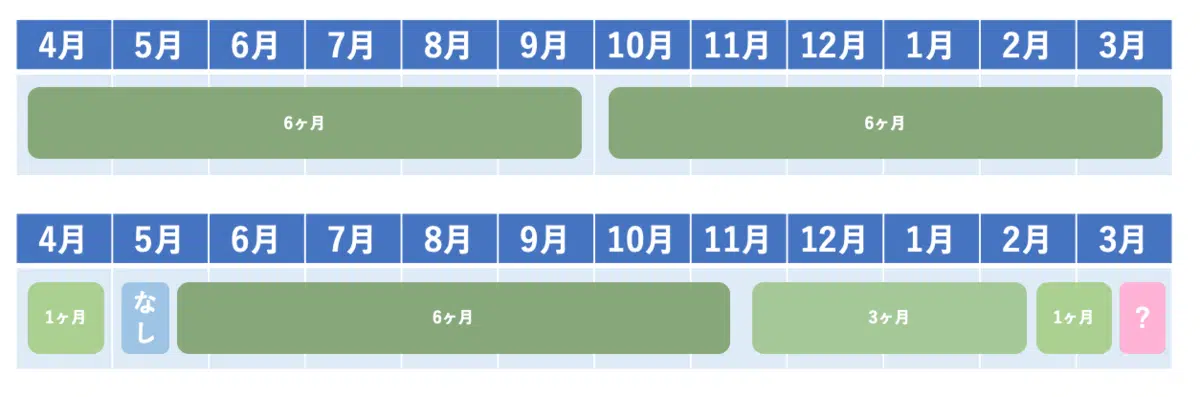 4月 5月 6月 7月 8月 9月 10月 11月 12月 1月 2月 3月
6ヶ月 6ヶ月
4月 5月 6月 7月 8月 9月 10月 11月 12月 1月 2月 3月
1ヶ月 なし 6ヶ月 3ヶ月 1ヶ月 ?